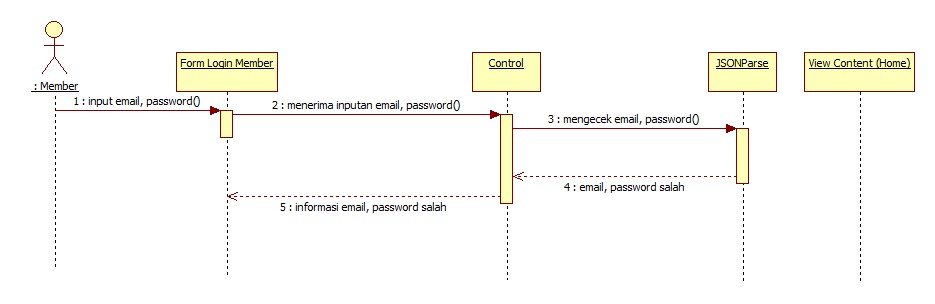 Form Login Member
Control
JSONParse
View Content (Home)
: Member
1 : input email, password()
2 : menerima inputan email, password()
3 : mengecek email, password()
4 : email, password salah
5 : informasi email, password salah